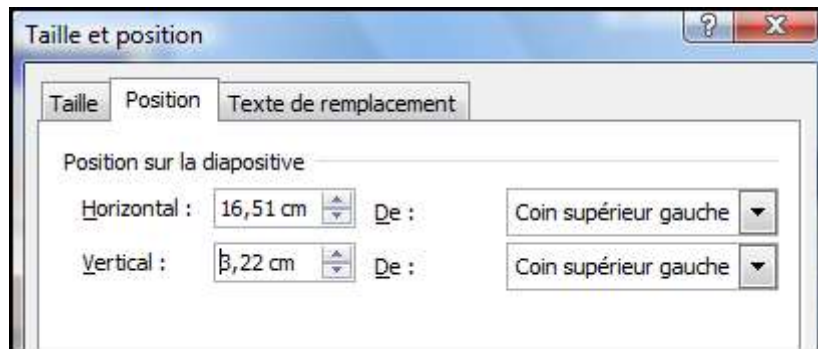 Taille et position
?
X
Taille Position Texte de remplacement
Position sur la diapositive
Horizontal : 16,51 cm De : Coin supérieur gauche
Vertical : 3,22 cm De : Coin supérieur gauche